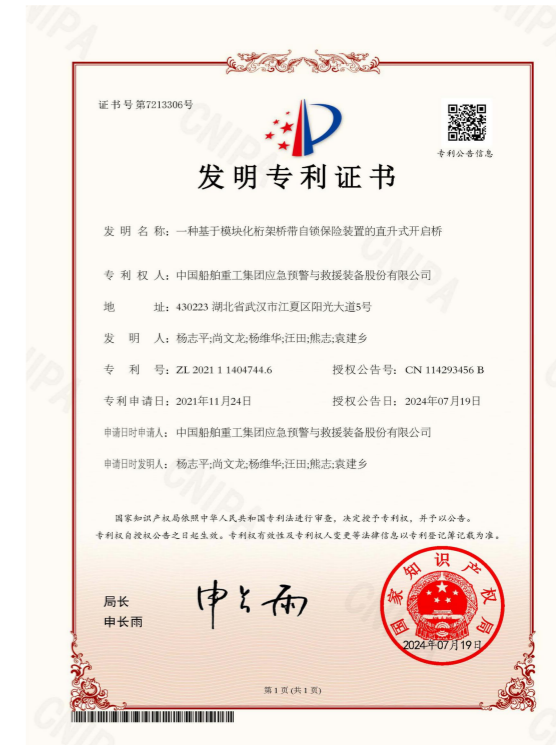 证书号第7213306号
专利公告信息
发明专利证书
发明名称：一种基于模块化桁架桥带自锁保险装置的直升式开启桥
专利权人：中国船舶重工集团应急预警与救援装备股份有限公司
地址：430223 湖北省武汉市江夏区阳光大道5号
发明人：杨志平;尚文龙;杨维华;汪田;熊志;袁建乡
专利号：ZL 2021 1 1404744.6 授权公告号：CN 114293456 B
专利申请日：2021年11月24日 授权公告日：2024年07月19日
申请日时申请人：中国船舶重工集团应急预警与救援装备股份有限公司
申请日时发明人：杨志平;尚文龙;杨维华;汪田;熊志;袁建乡
国家知识产权局依照中华人民共和国专利法进行审查，决定授予专利权，并予以公告。
专利权自授权公告之日起生效。专利权有效性及专利权人变更等法律信息以专利登记簿记载为准。
局长
申长雨
申长雨
国家知识产权局
2024年07月19日
第1页(共1页)
CNIPA
CNIPA
CNIPA
CNIPA
CNIPA
CNIPA